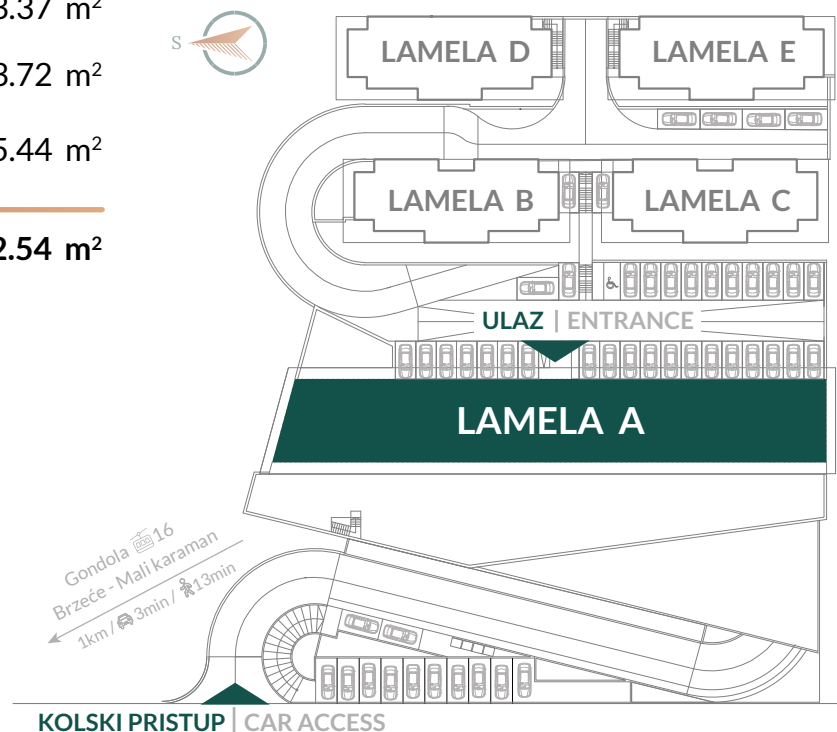 3.37 m²
3.72 m²
5.44 m²
2.54 m²
S
LAMELA D
LAMELA E
LAMELA B
LAMELA C
ULAZ | ENTRANCE
LAMELA A
Gondola 16
Brzeće - Mali karaman
1km / 3min / 13min
KOLSKI PRISTUP | CAR ACCESS